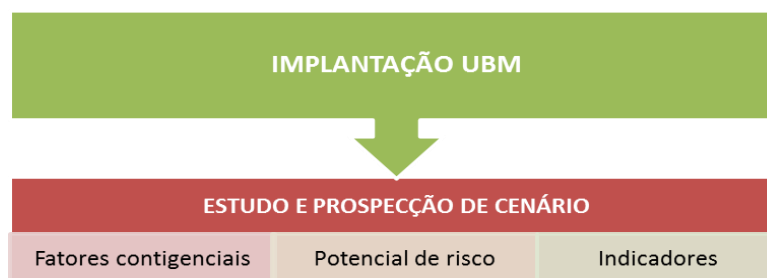 IMPLANTAÇÃO UBM
ESTUDO E PROSPECÇÃO DE CENÁRIO
Fatores contigenciais
Potencial de risco
Indicadores